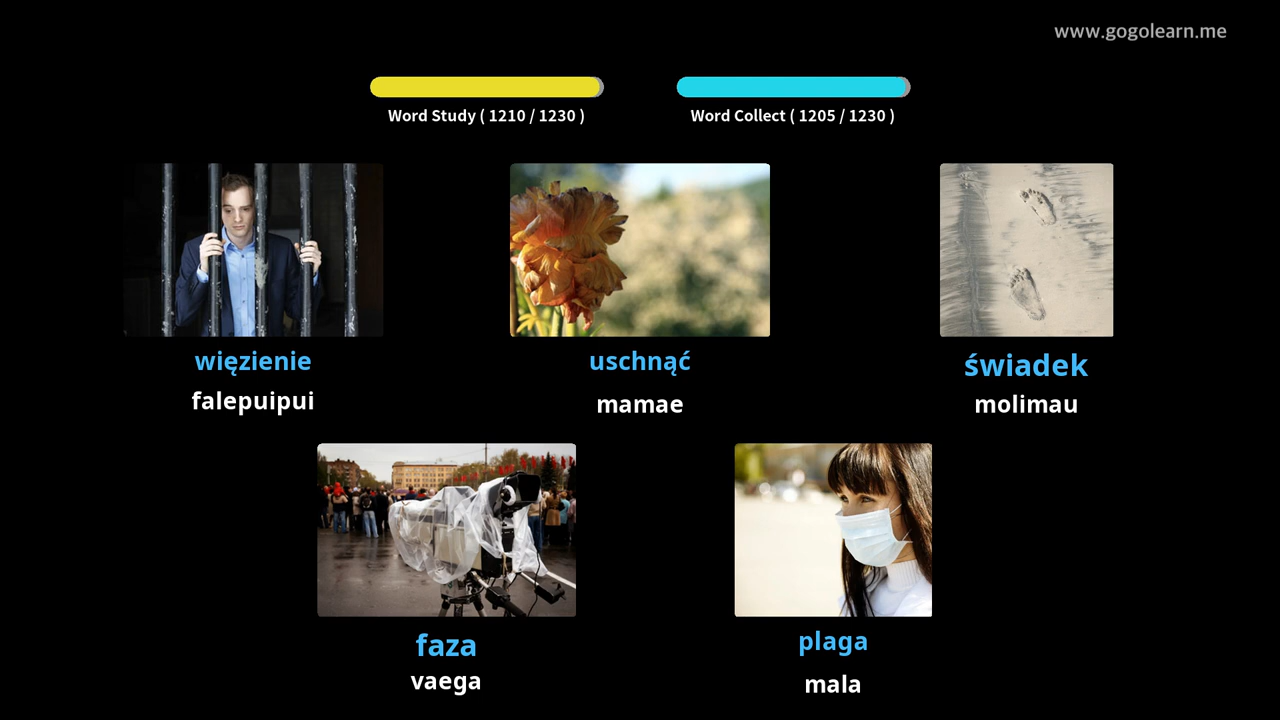 www.gogolearn.me
Word Study ( 1210 / 1230 )
Word Collect ( 1205 / 1230 )
więzienie
falepuipui
uschnąć
mamae
świadek
molimau
faza
vaega
plaga
mala